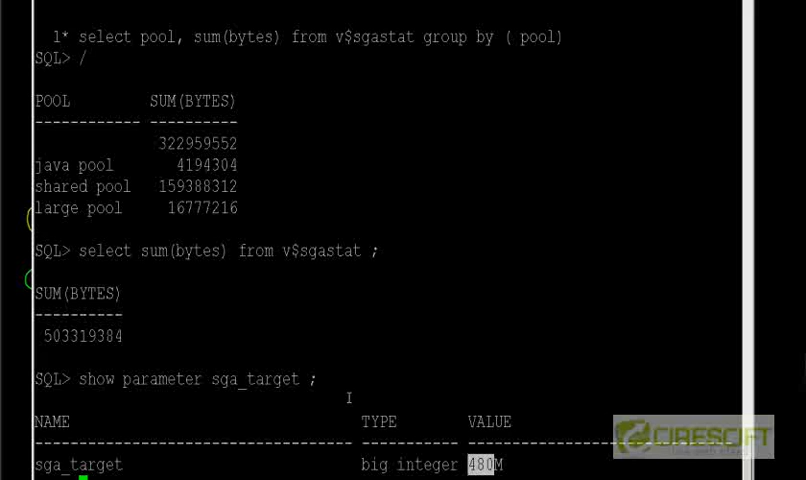 1* select pool, sum(bytes) from v$sgastat group by ( pool)
SQL> /
POOL SUM(BYTES)
------------ ----------
322959552
java pool 4194304
shared pool 159388312
large pool 16777216
SQL> select sum(bytes) from v$sgastat ;
SUM(BYTES)
----------
503319384
SQL> show parameter sga_target ;
NAME TYPE VALUE
------------------------------------ ----------- ------------------------------
sga_target big integer 480M
CIRESOFT